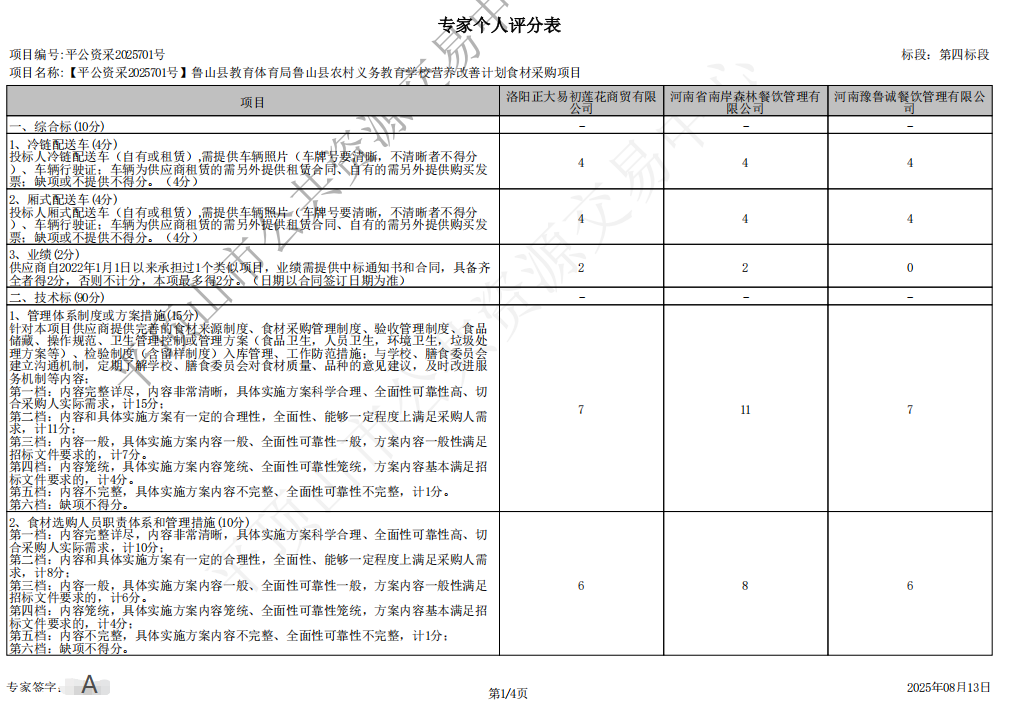 专家个人评分表
项目编号:平公资采2025701号
标段：第四标段
项目名称:【平公资采2025701号】鲁山县教育体育局鲁山县农村义务教育学校营养改善计划食材采购项目
项目
洛阳正大易初莲花商贸有限公司
河南省南岸森林餐饮管理有限公司
河南豫鲁诚餐饮管理有限公司
一、综合标(10分)
-
-
-
1、冷链配送车(4分)
投标人冷链配送车（自有或租赁）,需提供车辆照片（车牌号要清晰，不清晰者不得分
）、车辆行驶证；车辆为供应商租赁的需另外提供租赁合同、自有的需另外提供购买发
票；缺项或不提供不得分。（4分）
4
4
4
2、厢式配送车(4分)
投标人厢式配送车（自有或租赁）,需提供车辆照片（车牌号要清晰，不清晰者不得分
）、车辆行驶证；车辆为供应商租赁的需另外提供租赁合同、自有的需另外提供购买发
票；缺项或不提供不得分。（4分）
4
4
4
3、业绩(2分)
供应商自2022年1月1日以来承担过1个类似项目，业绩需提供中标通知书和合同，具备齐
全者得2分，否则不计分，本项最多得2分。（日期以合同签订日期为准）
2
2
0
二、技术标(90分)
-
-
-
1、管理体系制度或方案措施(15分)
针对本项目供应商提供完善的食材来源制度、食材采购管理制度、验收管理制度、食品
储藏、操作规范、卫生管理控制或管理方案（食品卫生，人员卫生，环境卫生，垃圾处
理方案等）、检验制度（含留样制度）入库管理、工作防范措施；与学校、膳食委员会
建立沟通机制，定期了解学校、膳食委员会对食材质量、品种的意见建议，及时改进服
务机制等内容；
第一档：内容完整详尽，内容非常清晰，具体实施方案科学合理、全面性可靠性高、切
合采购人实际需求，计15分；
第二档：内容和具体实施方案有一定的合理性，全面性、能够一定程度上满足采购人需
求，计11分；
第三档：内容一般，具体实施方案内容一般、全面性可靠性一般，方案内容一般性满足
招标文件要求的，计7分。
第四档：内容笼统，具体实施方案内容笼统、全面性可靠性笼统，方案内容基本满足招
标文件要求的，计4分。
第五档：内容不完整，具体实施方案内容不完整、全面性可靠性不完整，计1分。
第六档：缺项不得分。
7
11
7
2、食材选购人员职责体系和管理措施(10分)
第一档：内容完整详尽，内容非常清晰，具体实施方案科学合理、全面性可靠性高、切
合采购人实际需求，计10分；
第二档：内容和具体实施方案有一定的合理性，全面性、能够一定程度上满足采购人需
求，计8分；
第三档：内容一般，具体实施方案内容一般、全面性可靠性一般，方案内容一般性满足
招标文件要求的，计6分。
第四档：内容笼统，具体实施方案内容笼统、全面性可靠性笼统，方案内容基本满足招
标文件要求的，计4分；
第五档：内容不完整，具体实施方案内容不完整、全面性可靠性不完整，计1分；
第六档：缺项不得分。
6
8
6
专家签字:
A
第1/4页
2025年08月13日
平顶山市公共资源交易中
平顶山市公共资源交易中心